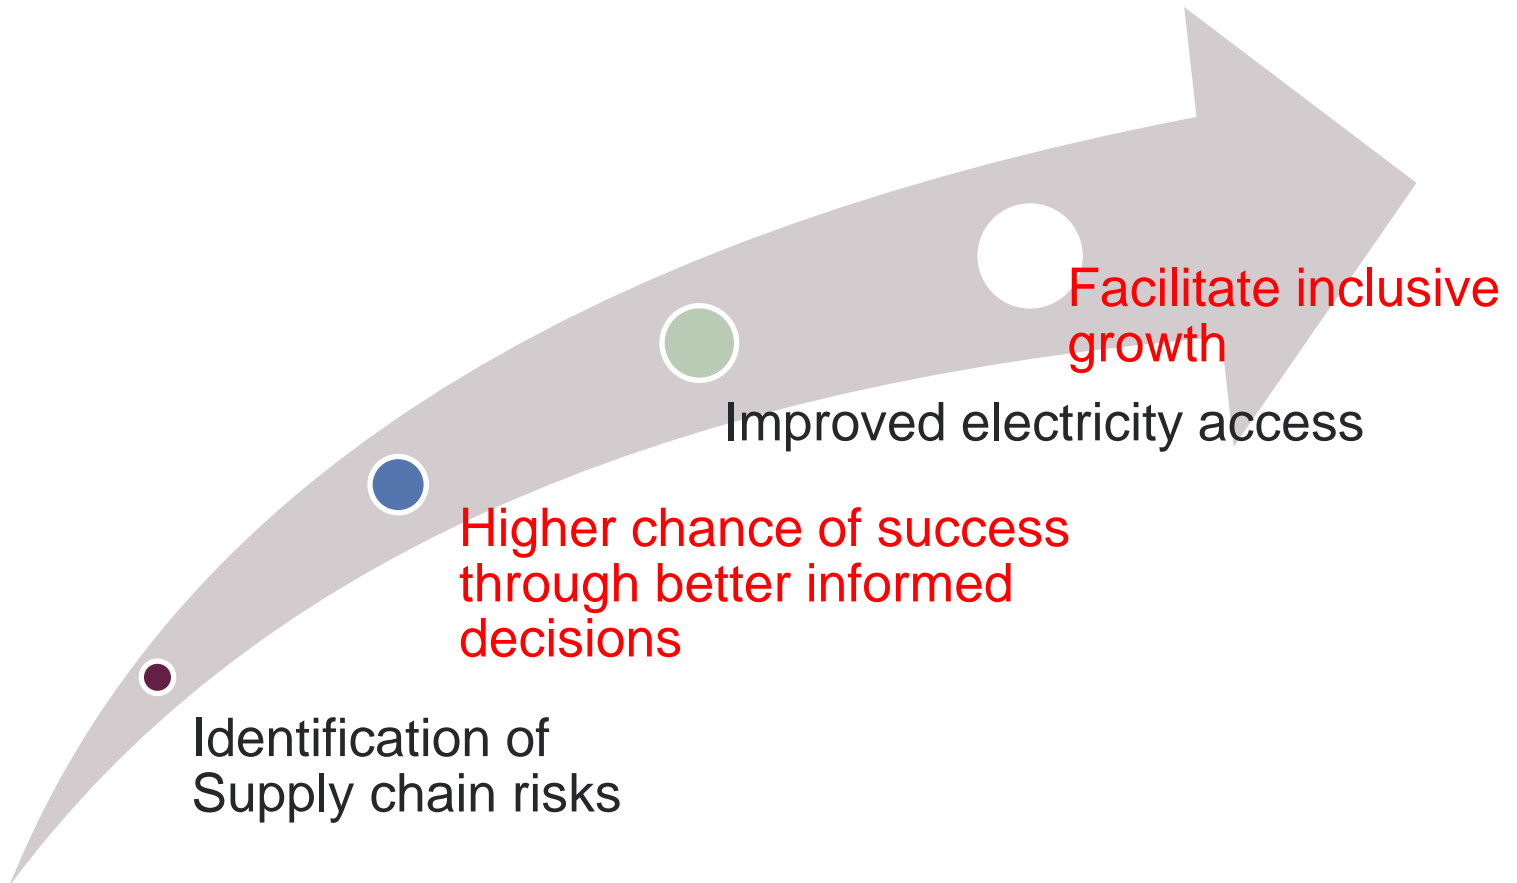 Facilitate inclusive
growth
Improved electricity access
Higher chance of success
through better informed
decisions
Identification of
Supply chain risks